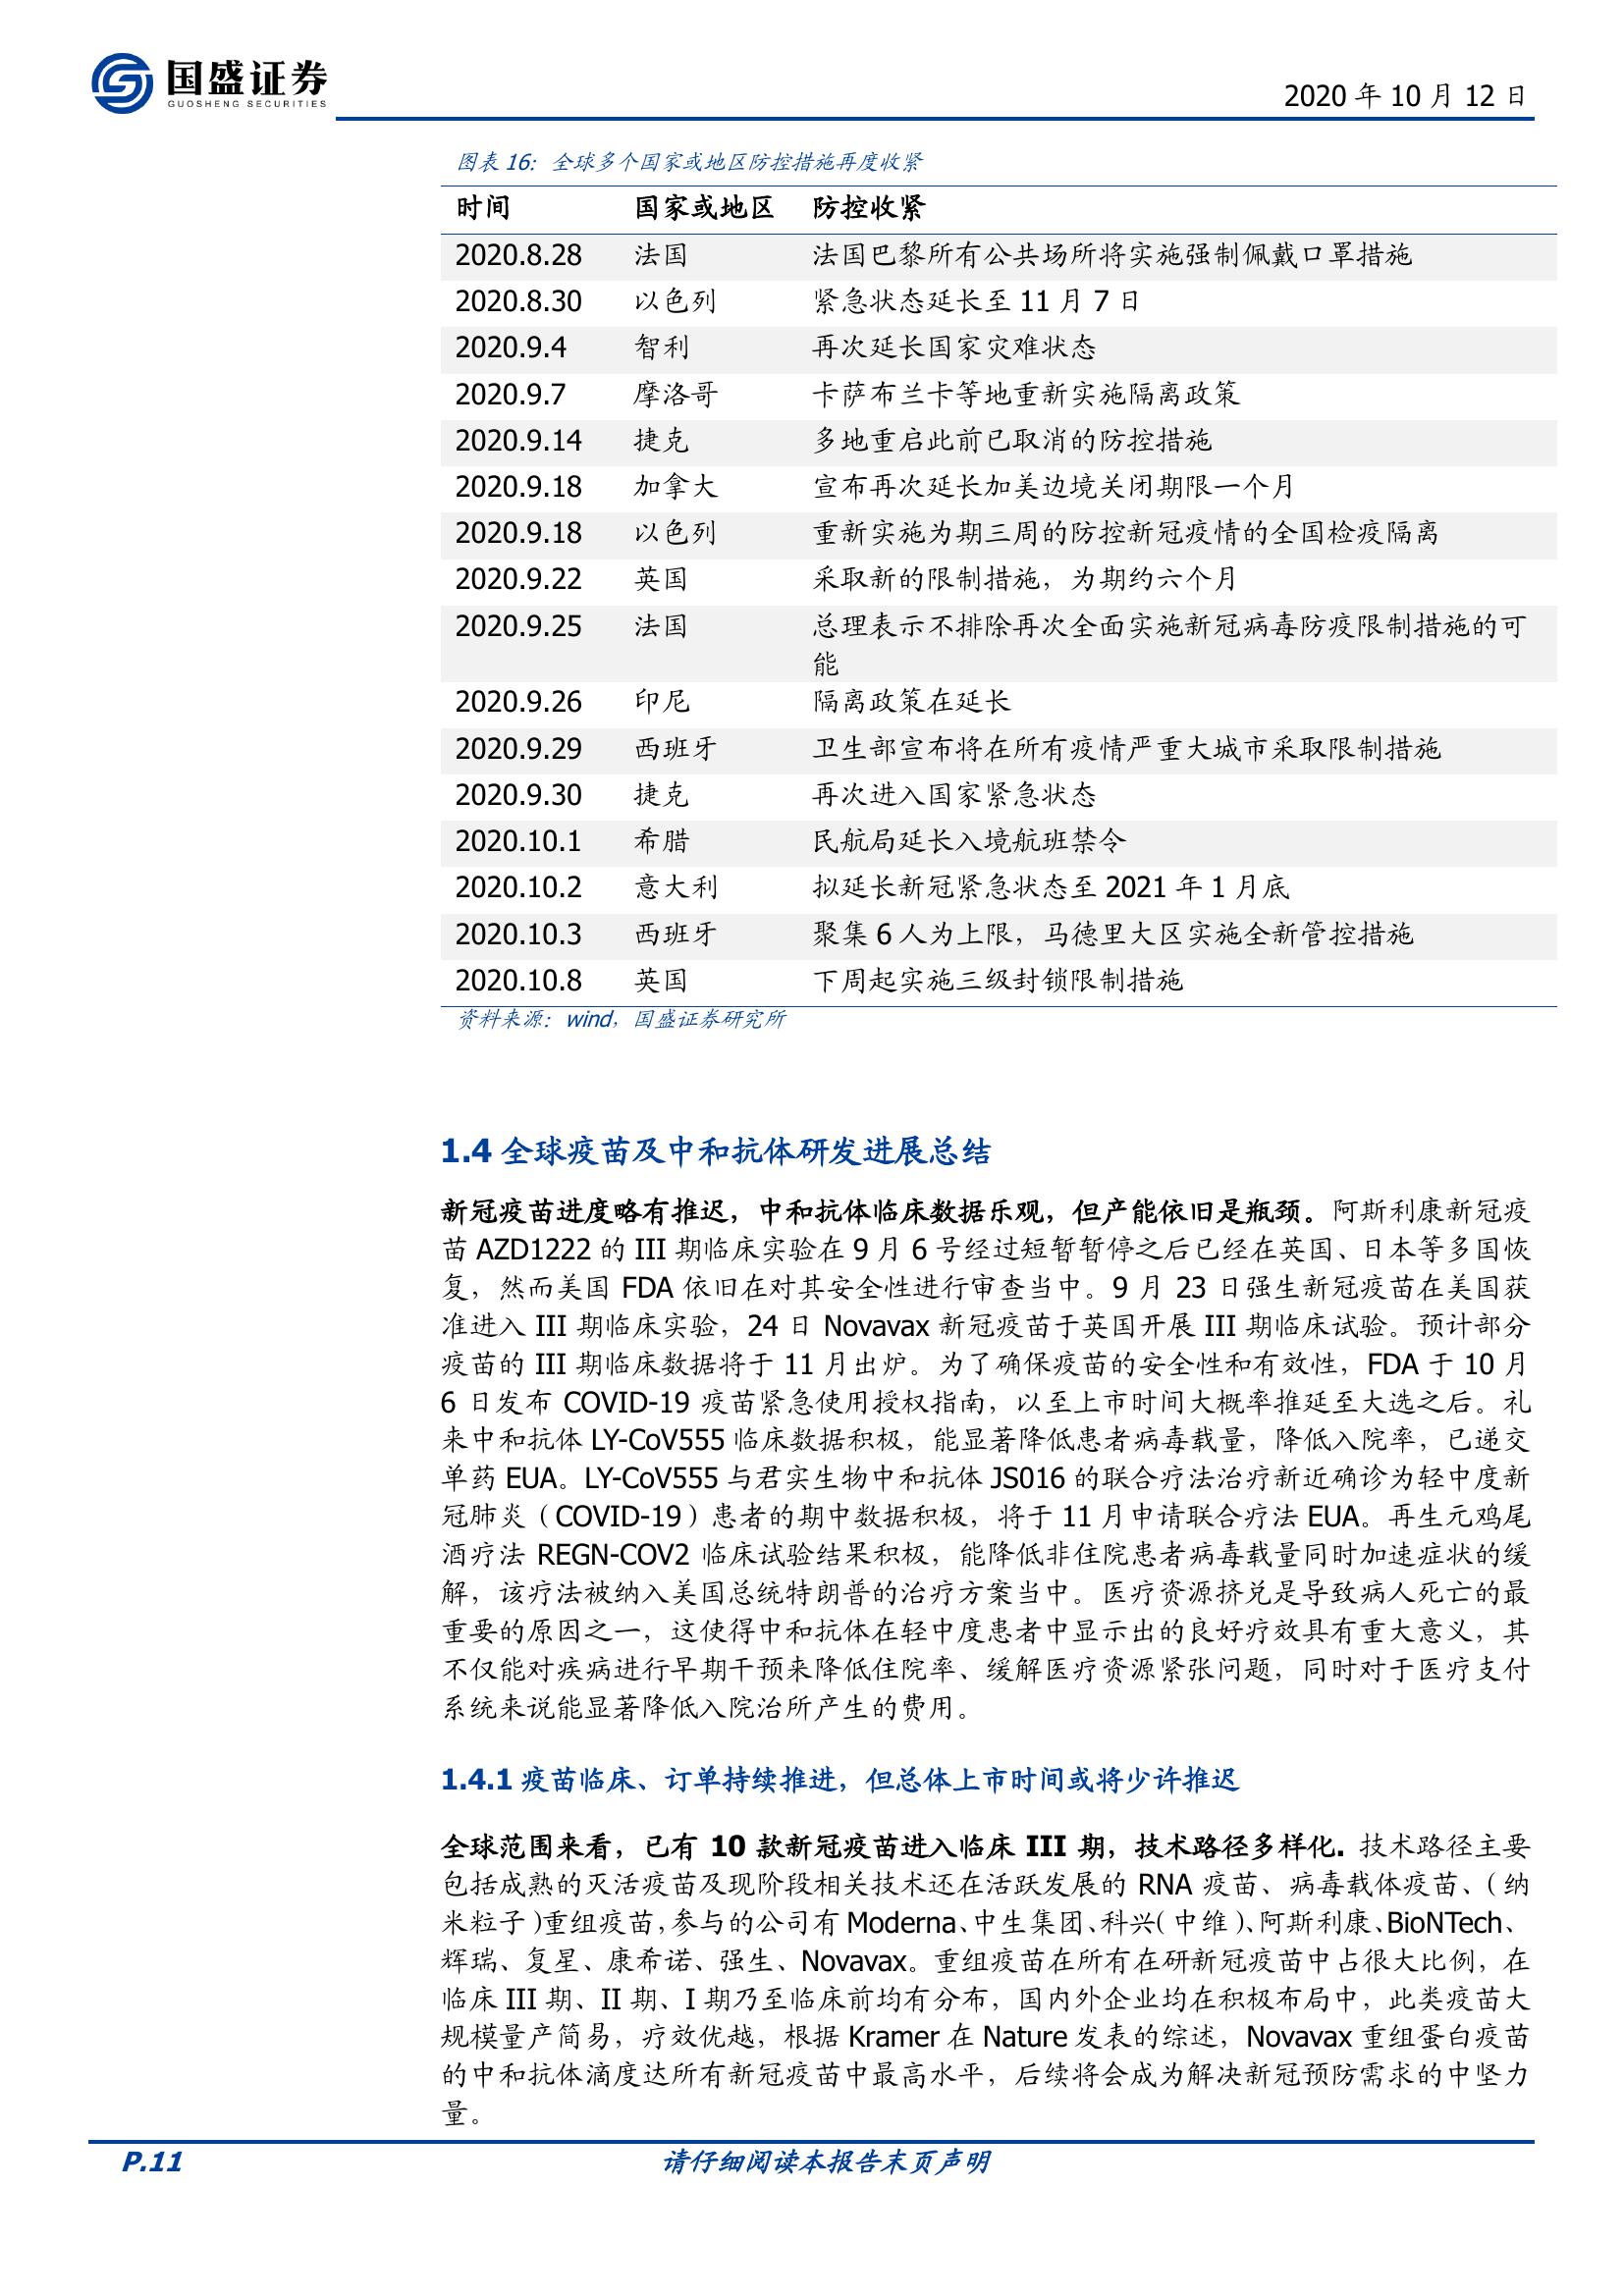 国盛证券
GUOSHENG SECURITIES
2020 年 10 月 12 日
图表 16：全球多个国家或地区防控措施再度收紧
时间 国家或地区 防控收紧
2020.8.28 法国 法国巴黎所有公共场所将实施强制佩戴口罩措施
2020.8.30 以色列 紧急状态延长至 11 月 7 日
2020.9.4 智利 再次延长国家灾难状态
2020.9.7 摩洛哥 卡萨布兰卡等地重新实施隔离政策
2020.9.14 捷克 多地重启此前已取消的防控措施
2020.9.18 加拿大 宣布再次延长加美边境关闭期限一个月
2020.9.18 以色列 重新实施为期三周的防控新冠疫情的全国检疫隔离
2020.9.22 英国 采取新的限制措施，为期约六个月
2020.9.25 法国 总理表示不排除再次全面实施新冠病毒防疫限制措施的可
能
2020.9.26 印尼 隔离政策在延长
2020.9.29 西班牙 卫生部宣布将在所有疫情严重大城市采取限制措施
2020.9.30 捷克 再次进入国家紧急状态
2020.10.1 希腊 民航局延长入境航班禁令
2020.10.2 意大利 拟延长新冠紧急状态至 2021 年 1 月底
2020.10.3 西班牙 聚集 6 人为上限，马德里大区实施全新管控措施
2020.10.8 英国 下周起实施三级封锁限制措施
资料来源：wind，国盛证券研究所
1.4 全球疫苗及中和抗体研发进展总结
新冠疫苗进度略有推迟，中和抗体临床数据乐观，但产能依旧是瓶颈。阿斯利康新冠疫
苗 AZD1222 的 III 期临床实验在 9 月 6 号经过短暂暂停之后已经在英国、日本等多国恢
复，然而美国 FDA 依旧在对其安全性进行审查当中。9 月 23 日强生新冠疫苗在美国获
准进入 III 期临床实验，24 日 Novavax 新冠疫苗于英国开展 III 期临床试验。预计部分
疫苗的 III 期临床数据将于 11 月出炉。为了确保疫苗的安全性和有效性，FDA 于 10 月
6 日发布 COVID-19 疫苗紧急使用授权指南，以至上市时间大概率推延至大选之后。礼
来中和抗体 LY-CoV555 临床数据积极，能显著降低患者病毒载量，降低入院率，已递交
单药 EUA。LY-CoV555 与君实生物中和抗体 JS016 的联合疗法治疗新近确诊为轻中度新
冠肺炎（COVID-19）患者的期中数据积极，将于 11 月申请联合疗法 EUA。再生元鸡尾
酒疗法 REGN-COV2 临床试验结果积极，能降低非住院患者病毒载量同时加速症状的缓
解，该疗法被纳入美国总统特朗普的治疗方案当中。医疗资源挤兑是导致病人死亡的最
重要的原因之一，这使得中和抗体在轻中度患者中显示出的良好疗效具有重大意义，其
不仅能对疾病进行早期干预来降低住院率、缓解医疗资源紧张问题，同时对于医疗支付
系统来说能显著降低入院治所产生的费用。
1.4.1 疫苗临床、订单持续推进，但总体上市时间或将少许推迟
全球范围来看，已有 10 款新冠疫苗进入临床 III 期，技术路径多样化. 技术路径主要
包括成熟的灭活疫苗及现阶段相关技术还在活跃发展的 RNA 疫苗、病毒载体疫苗、（纳
米粒子）重组疫苗，参与的公司有 Moderna、中生集团、科兴（中维）、阿斯利康、BioNTech、
辉瑞、复星、康希诺、强生、Novavax。重组疫苗在所有在研新冠疫苗中占很大比例，在
临床 III 期、II 期、I 期乃至临床前均有分布，国内外企业均在积极布局中，此类疫苗大
规模量产简易，疗效优越，根据 Kramer 在 Nature 发表的综述，Novavax 重组蛋白疫苗
的中和抗体滴度达所有新冠疫苗中最高水平，后续将会成为解决新冠预防需求的中坚力
量。
P.11 请仔细阅读本报告末页声明